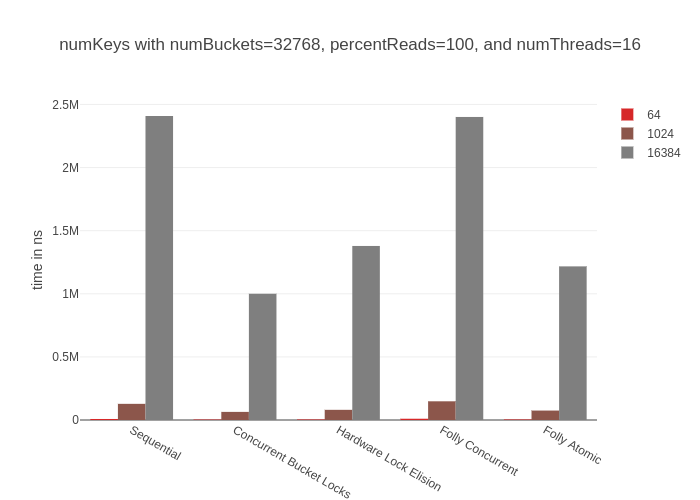 numKeys with numBuckets=32768, percentReads=100, and numThreads=16
2.5M
2M
1.5M
1M
0.5M
0
time in ns
Sequential
Concurrent Bucket Locks
Hardware Lock Elision
Folly Concurrent
Folly Atomic
64
1024
16384